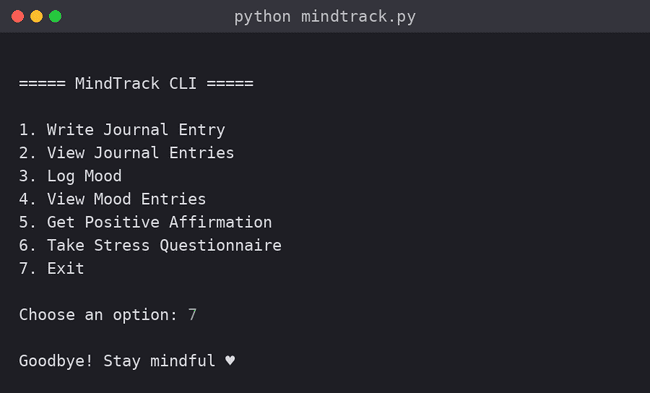 python mindtrack.py
===== MindTrack CLI =====
1. Write Journal Entry
2. View Journal Entries
3. Log Mood
4. View Mood Entries
5. Get Positive Affirmation
6. Take Stress Questionnaire
7. Exit
Choose an option: 7
Goodbye! Stay mindful ♥